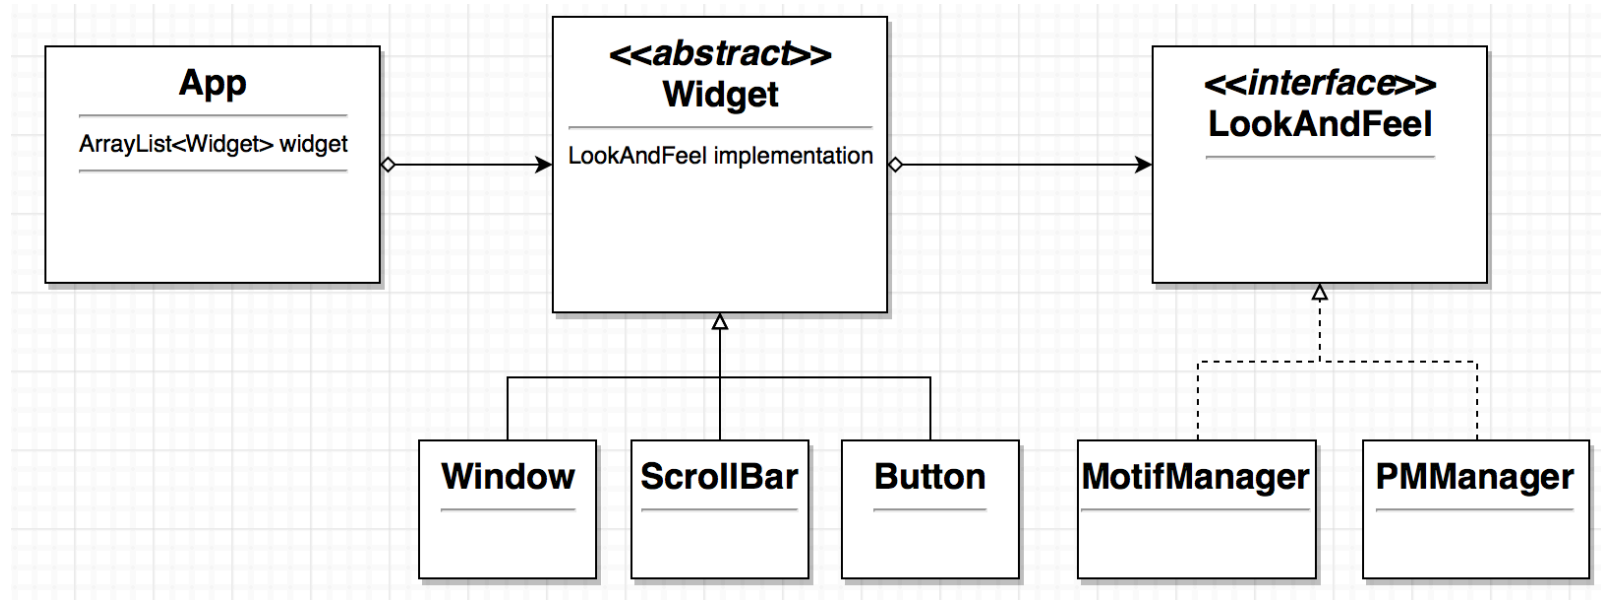 App
ArrayList<Widget> widget
<<abstract>>
Widget
LookAndFeel implementation
<<interface>>
LookAndFeel
Window
ScrollBar
Button
MotifManager
PMManager